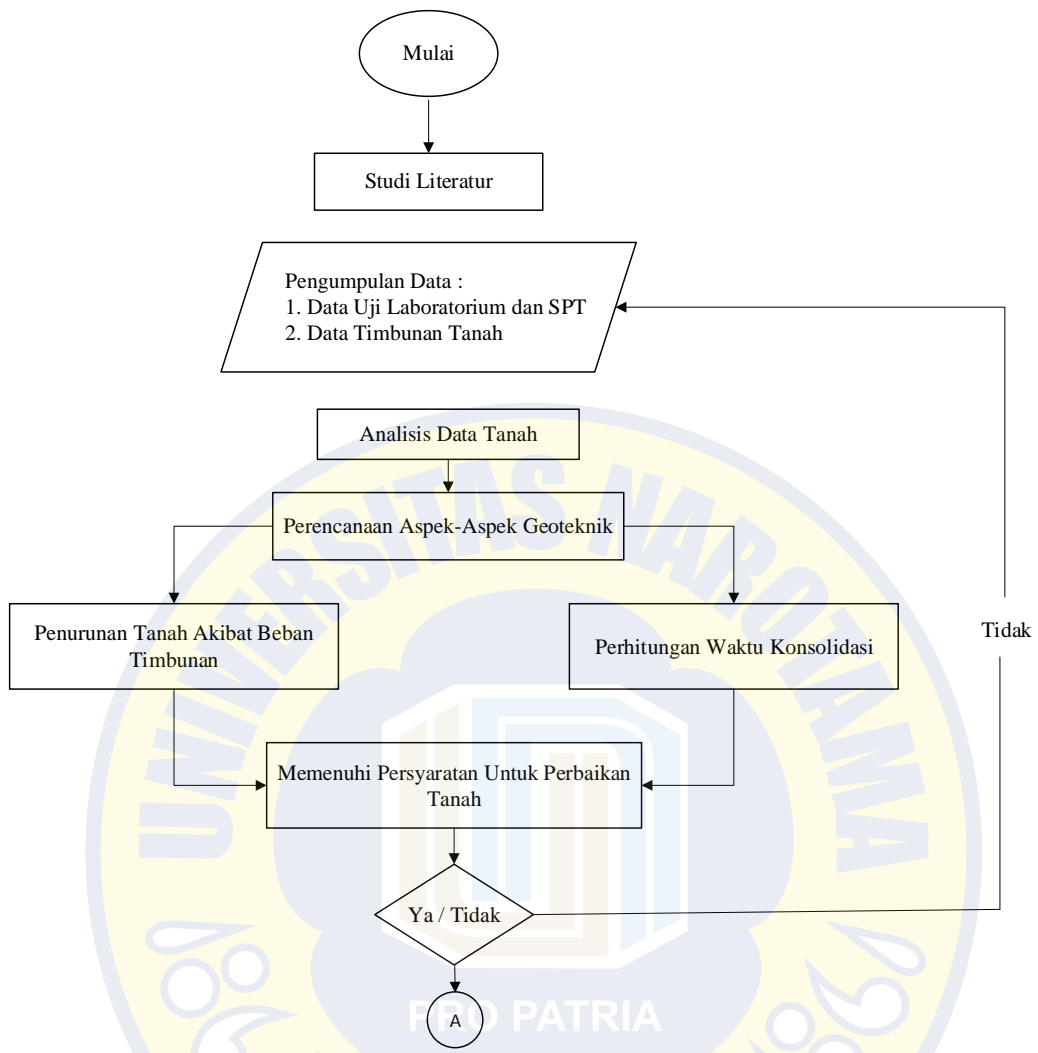 Mulai
Studi Literatur
Pengumpulan Data :
1. Data Uji Laboratorium dan SPT
2. Data Timbunan Tanah
Analisis Data Tanah
Perencanaan Aspek-Aspek Geoteknik
Penurunan Tanah Akibat Beban
Timbunan
Perhitungan Waktu Konsolidasi
Tidak
Memenuhi Persyaratan Untuk Perbaikan
Tanah
Ya / Tidak
A
UNIVERSITAS NAROTAMA
PRO PATRIA